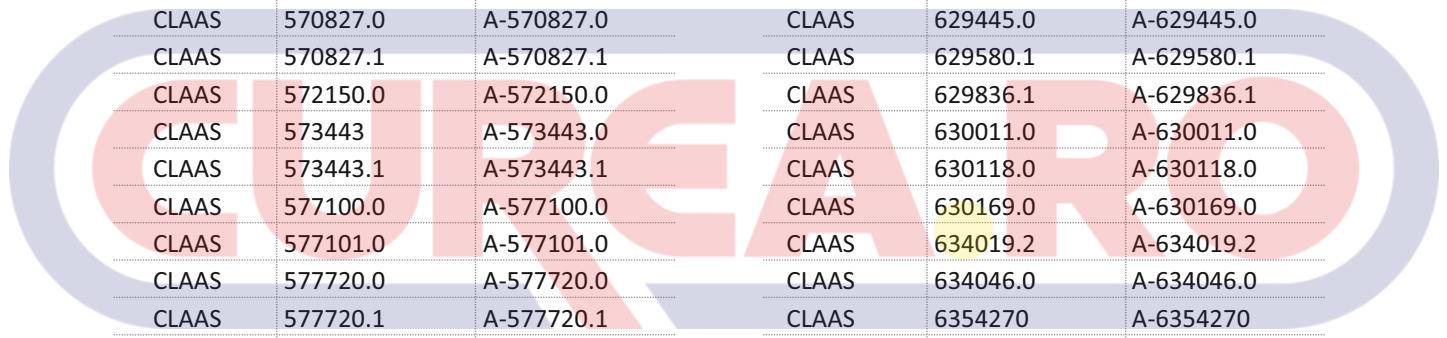 CLAAS 570827.0 A-570827.0 CLAAS 629445.0 A-629445.0
CLAAS 570827.1 A-570827.1 CLAAS 629580.1 A-629580.1
CLAAS 572150.0 A-572150.0 CLAAS 629836.1 A-629836.1
CLAAS 573443 A-573443.0 CLAAS 630011.0 A-630011.0
CLAAS 573443.1 A-573443.1 CLAAS 630118.0 A-630118.0
CLAAS 577100.0 A-577100.0 CLAAS 630169.0 A-630169.0
CLAAS 577101.0 A-577101.0 CLAAS 634019.2 A-634019.2
CLAAS 577720.0 A-577720.0 CLAAS 634046.0 A-634046.0
CLAAS 577720.1 A-577720.1 CLAAS 6354270 A-6354270
CUREA.RO